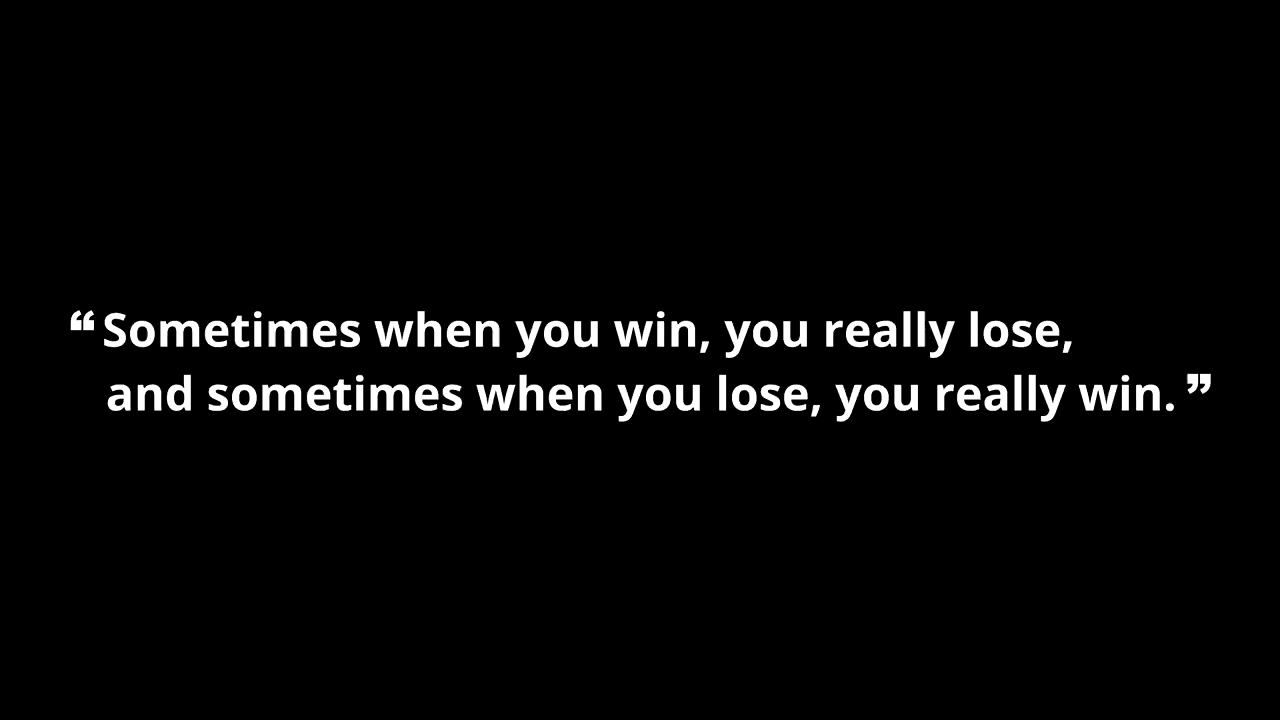 ❝Sometimes when you win, you really lose,
and sometimes when you lose, you really win.❞